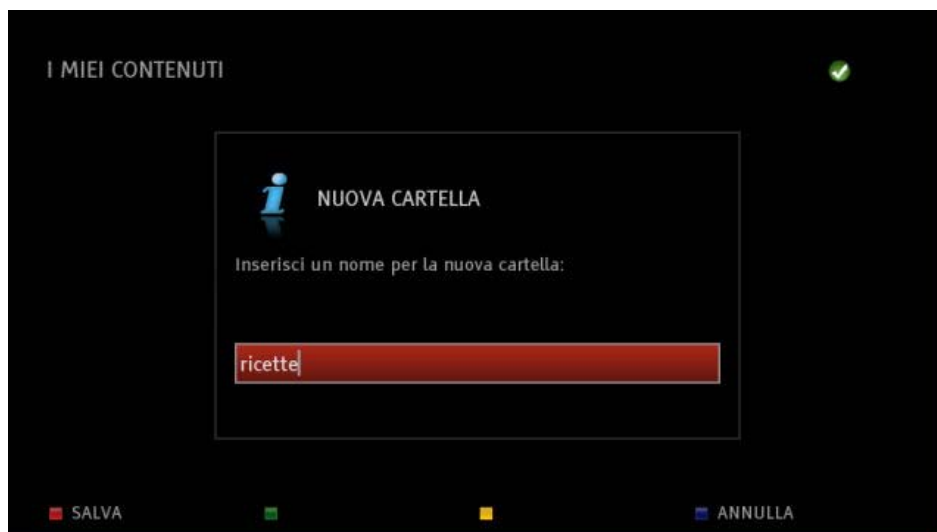 I MIEI CONTENUTI
NUOVA CARTELLA
Inserisci un nome per la nuova cartella:
ricette
SALVA
ANNULLA